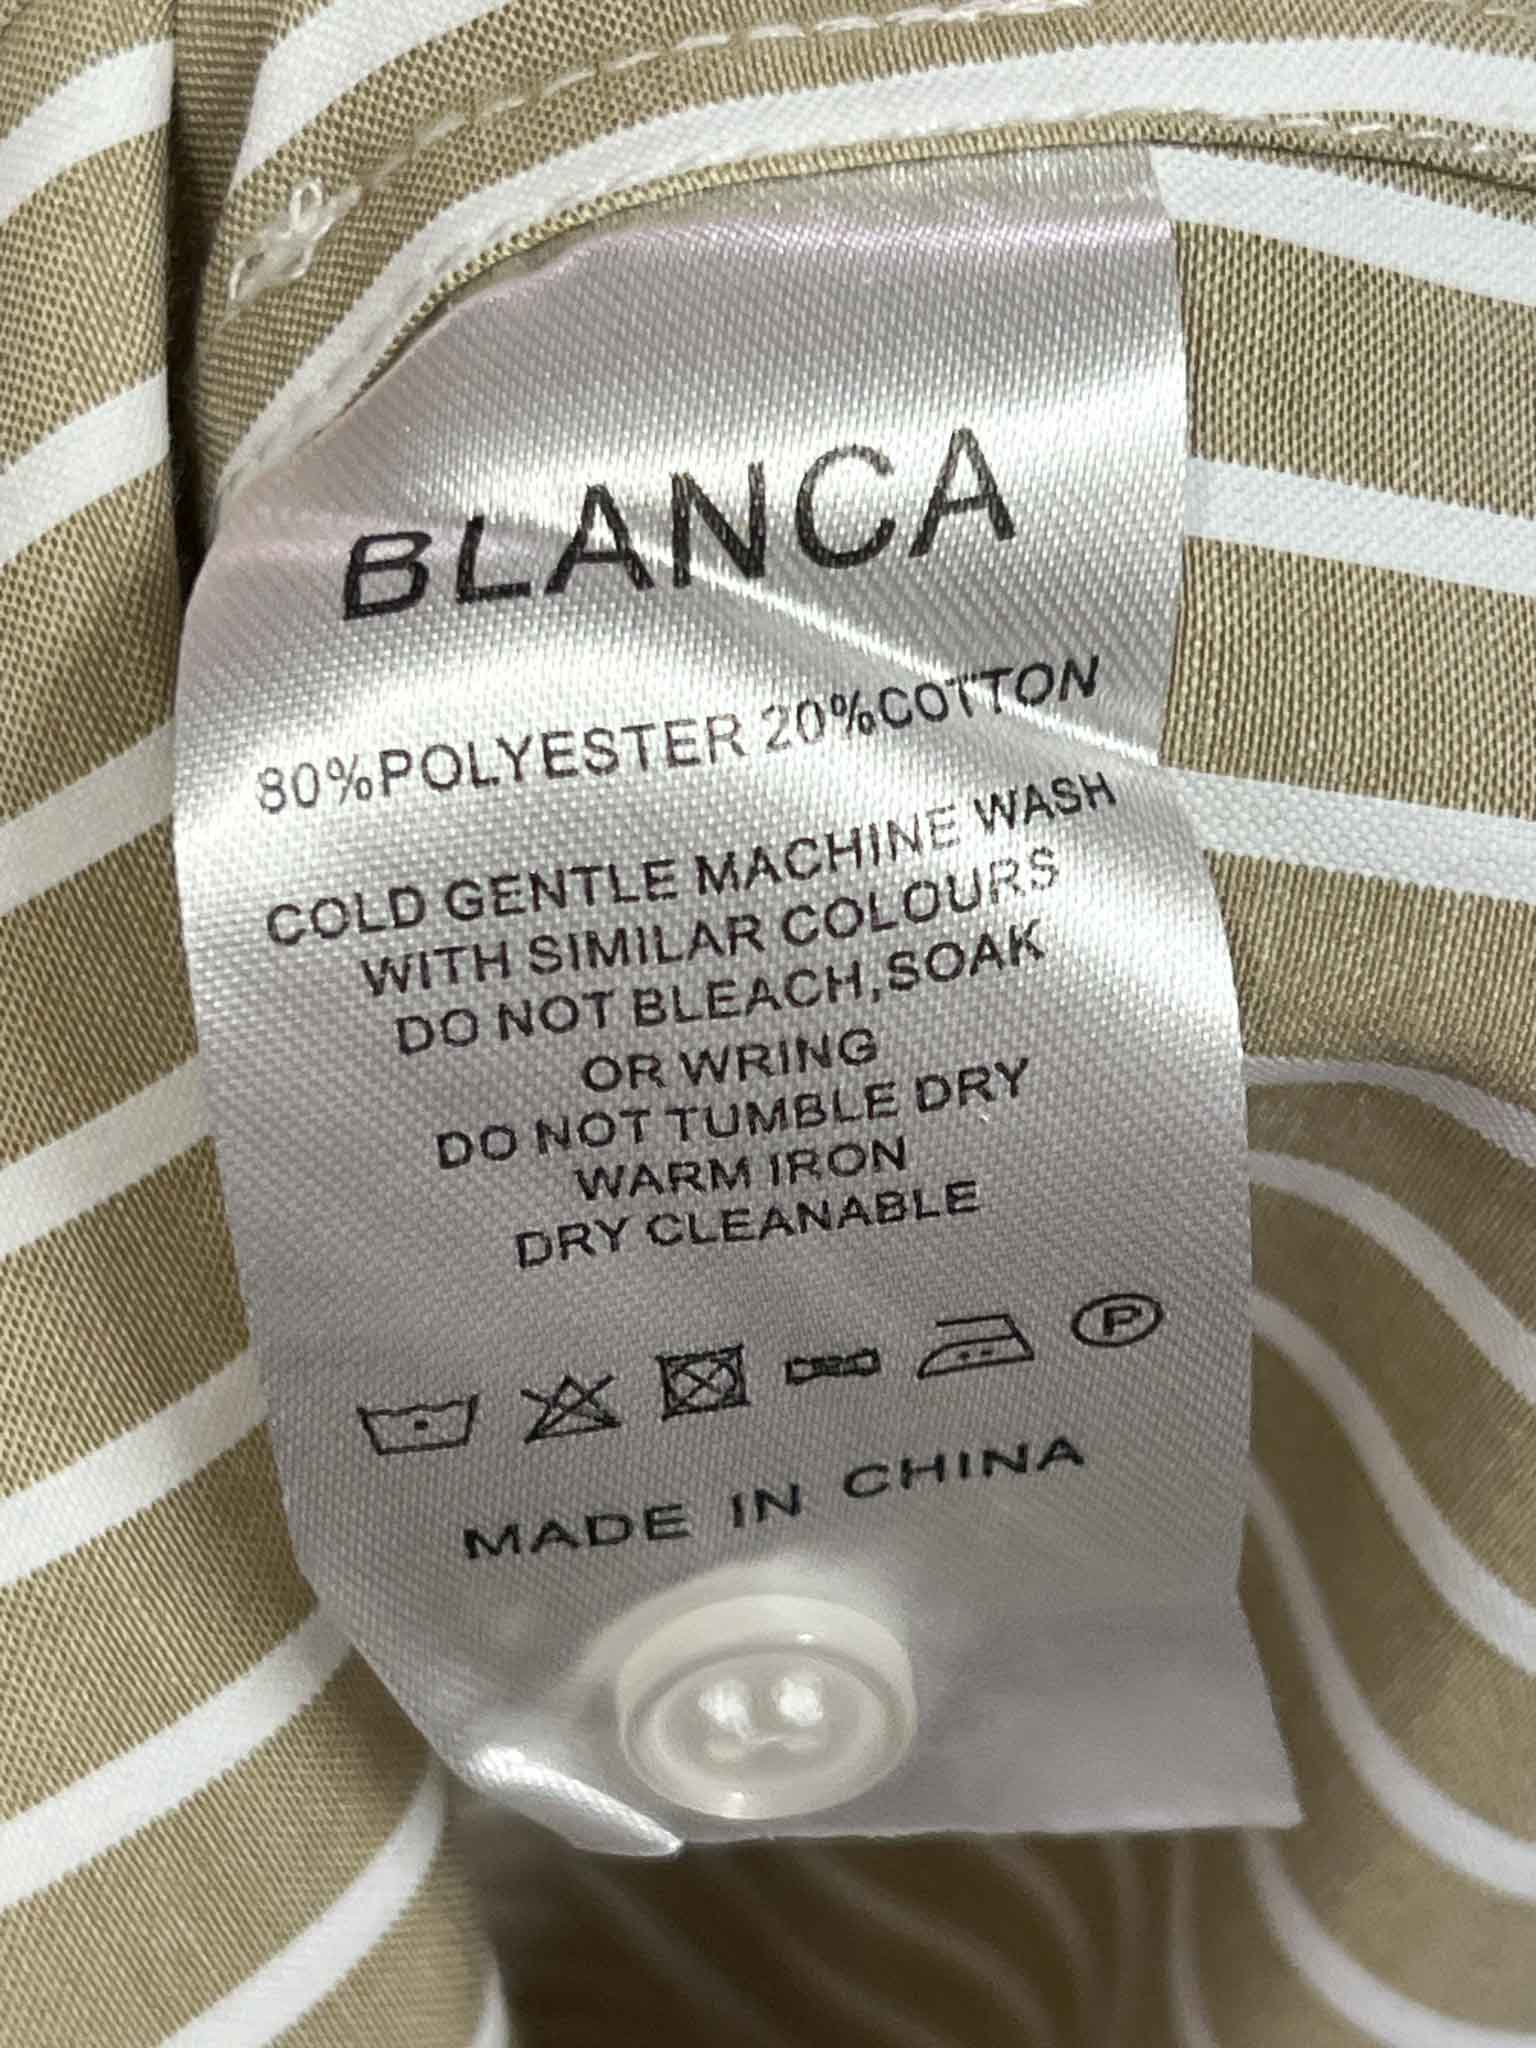 BLANCA
80%POLYESTER 20%COTTON
COLD GENTLE MACHINE WASH
WITH SIMILAR COLOURS
DO NOT BLEACH,SOAK
OR WRING
DO NOT TUMBLE DRY
WARM IRON
DRY CLEANABLE
P
MADE IN CHINA